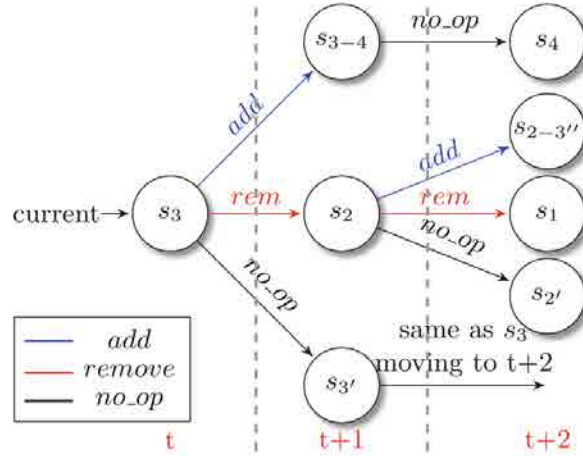 no_op
s3−4
s4
add
s2−3′′
add
current
s3
rem
s2
rem
s1
no_op
no_op
s2′
same as s3
moving to t+2
s3′
add
remove
no_op
t
t+1
t+2